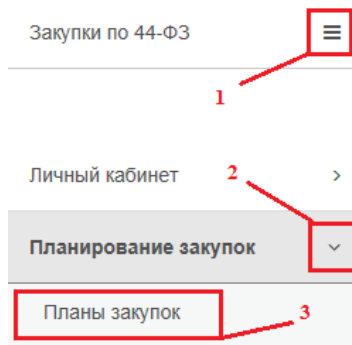 Закупки по 44-ФЗ
1
Личный кабинет
2
Планирование закупок
Планы закупок
3